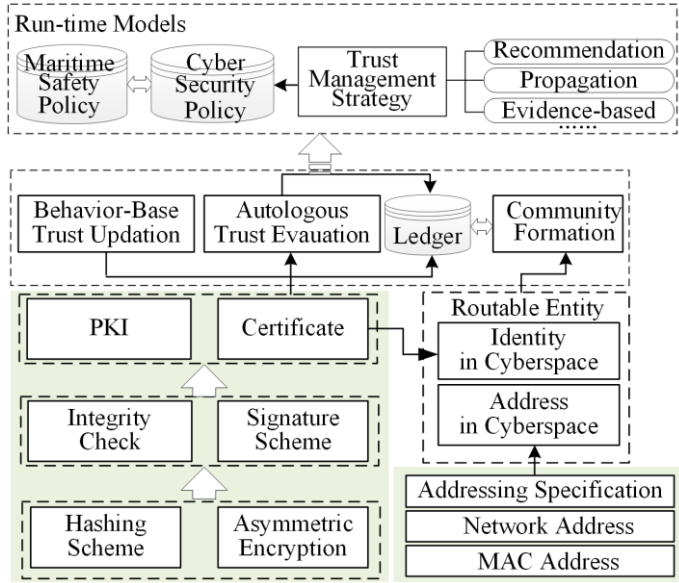 Run-time Models
Maritime
Safety
Policy
Cyber
Security
Policy
Trust
Management
Strategy
Recommendation
Propagation
Evidence-based
......
Behavior-Base
Trust Updation
Autologous
Trust Evauation
Ledger
Community
Formation
PKI
Certificate
Routable Entity
Identity
in Cyberspace
Address
in Cyberspace
Integrity
Check
Signature
Scheme
Hashing
Scheme
Asymmetric
Encryption
Addressing Specification
Network Address
MAC Address